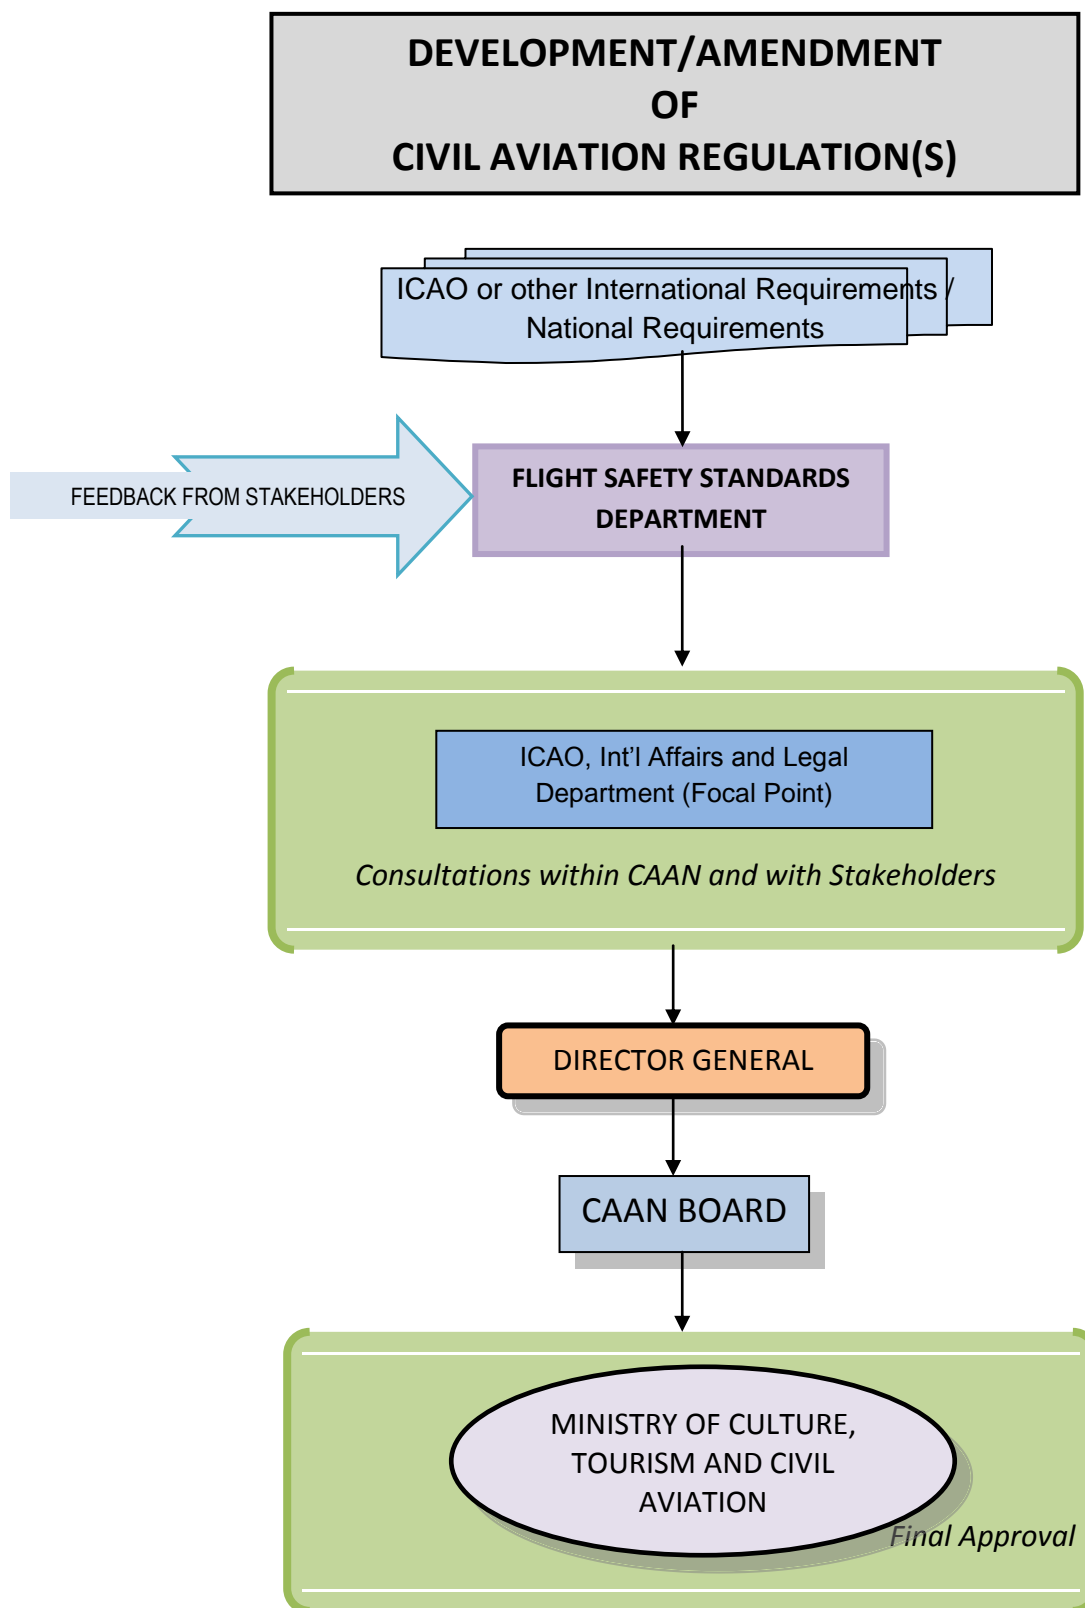 DEVELOPMENT/AMENDMENT
OF
CIVIL AVIATION REGULATION(S)
ICAO or other International Requirements /
National Requirements
FEEDBACK FROM STAKEHOLDERS
FLIGHT SAFETY STANDARDS
DEPARTMENT
ICAO, Int’l Affairs and Legal
Department (Focal Point)
Consultations within CAAN and with Stakeholders
DIRECTOR GENERAL
CAAN BOARD
MINISTRY OF CULTURE,
TOURISM AND CIVIL
AVIATION
Final Approval